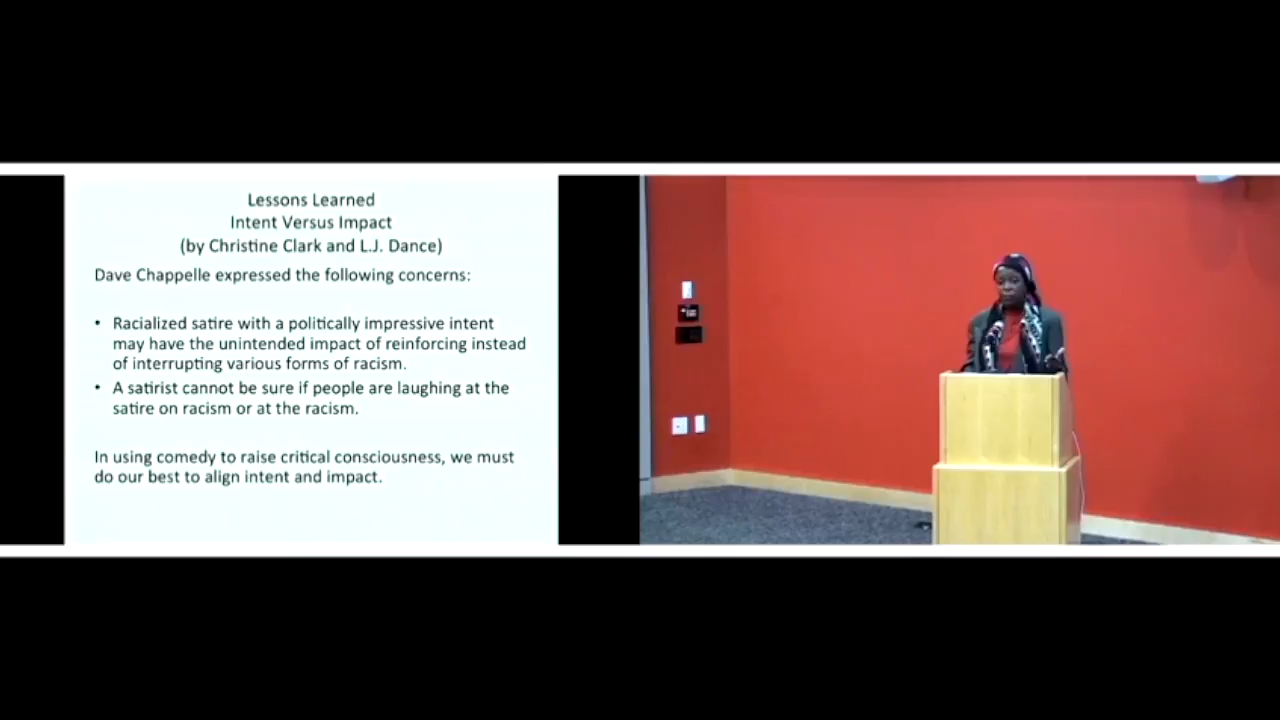 Lessons Learned
Intent Versus Impact
(by Christine Clark and L.J. Dance)
Dave Chappelle expressed the following concerns:
• Racialized satire with a politically impressive intent
may have the unintended impact of reinforcing instead
of interrupting various forms of racism.
• A satirist cannot be sure if people are laughing at the
satire on racism or at the racism.
In using comedy to raise critical consciousness, we must
do our best to align intent and impact.